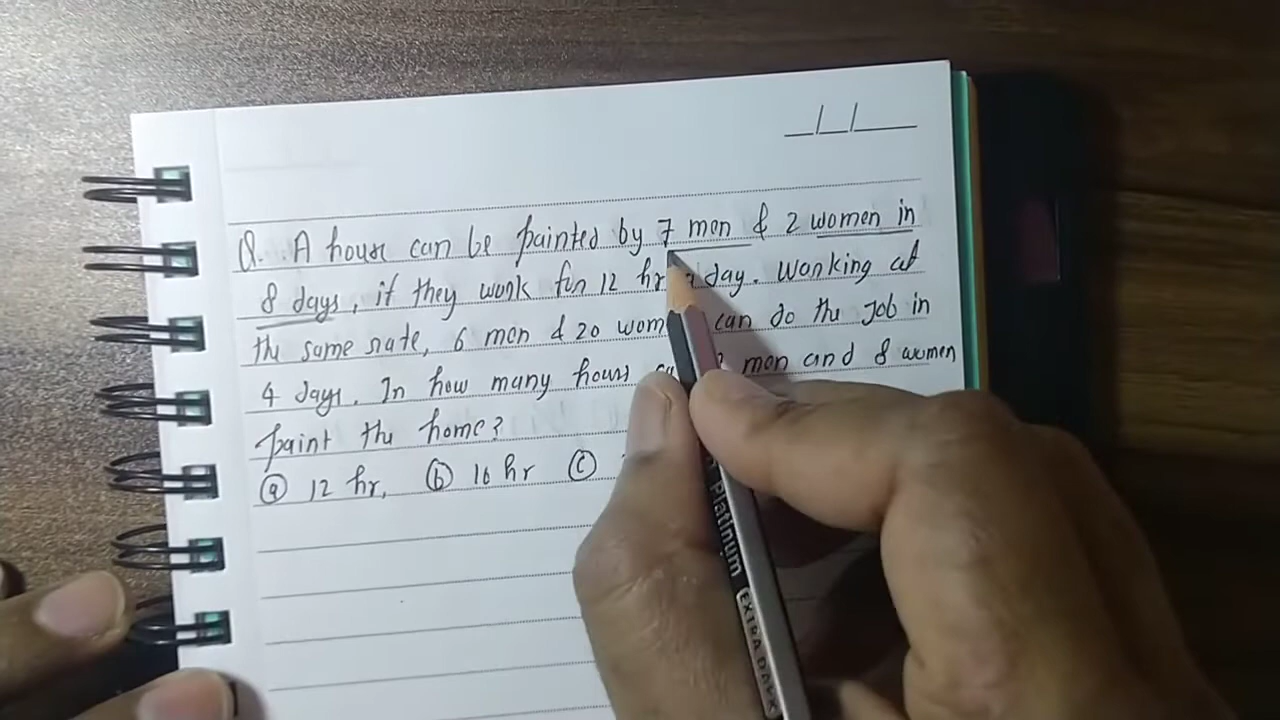 Q. A house can be painted by 7 men & 2 women in
8 days, if they work for 12 hr a day. Working at
the same rate, 6 men & 20 women can do the job in
4 days. In how many hours men and 8 women
paint the home?
(a) 12 hr, (b) 10 hr (c)
Platinum EXTRA DARK